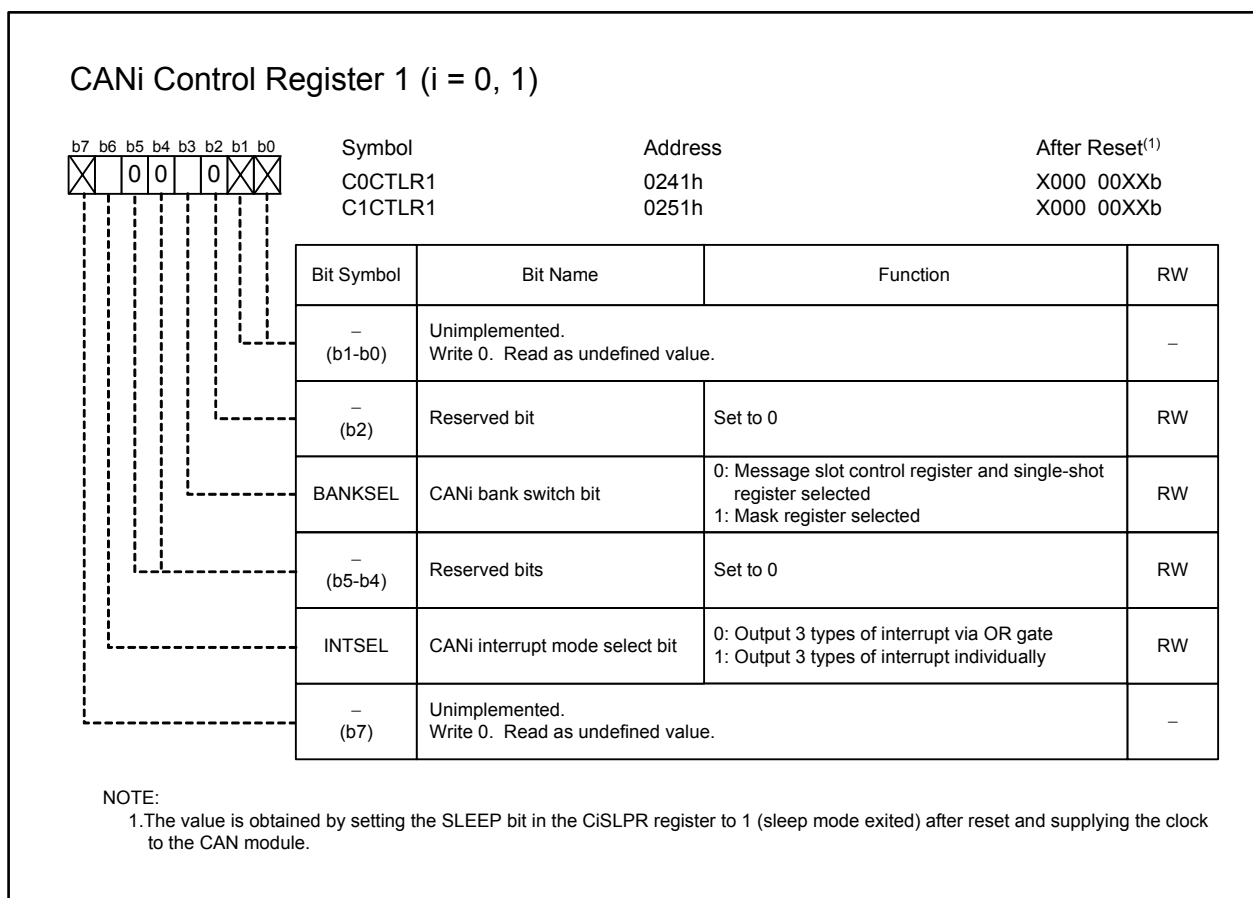 CANi Control Register 1 (i = 0, 1)
b7 b6 b5 b4 b3 b2 b1 b0
0 0 0
Symbol Address After Reset(1)
C0CTLR1 0241h X000 00XXb
C1CTLR1 0251h X000 00XXb
Bit Symbol Bit Name Function RW
–
(b1-b0)
Unimplemented.
Write 0. Read as undefined value.
–
–
(b2)
Reserved bit
Set to 0
RW
BANKSEL
CANi bank switch bit
0: Message slot control register and single-shot
register selected
1: Mask register selected
RW
–
(b5-b4)
Reserved bits
Set to 0
RW
INTSEL
CANi interrupt mode select bit
0: Output 3 types of interrupt via OR gate
1: Output 3 types of interrupt individually
RW
–
(b7)
Unimplemented.
Write 0. Read as undefined value.
–
NOTE:
1.The value is obtained by setting the SLEEP bit in the CiSLPR register to 1 (sleep mode exited) after reset and supplying the clock
to the CAN module.